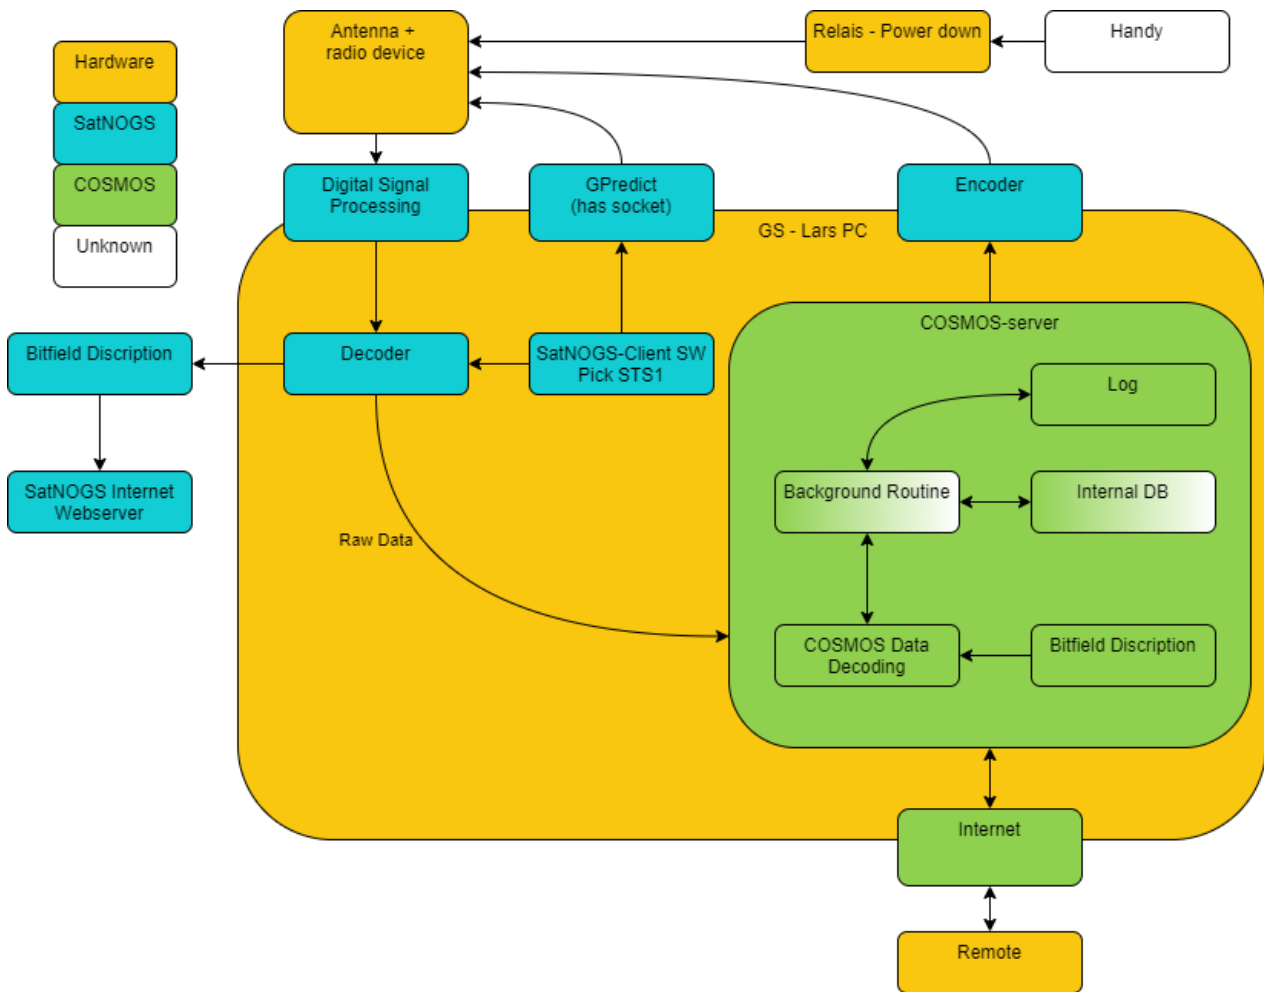 Hardware
SatNOGS
COSMOS
Unknown
Antenna +
radio device
Relais - Power down
Handy
Digital Signal
Processing
GPredict
(has socket)
Encoder
GS - Lars PC
Bitfield Discription
Decoder
SatNOGS-Client SW
Pick STS1
SatNOGS Internet
Webserver
Raw Data
COSMOS-server
Log
Background Routine
Internal DB
COSMOS Data
Decoding
Bitfield Discription
Internet
Remote